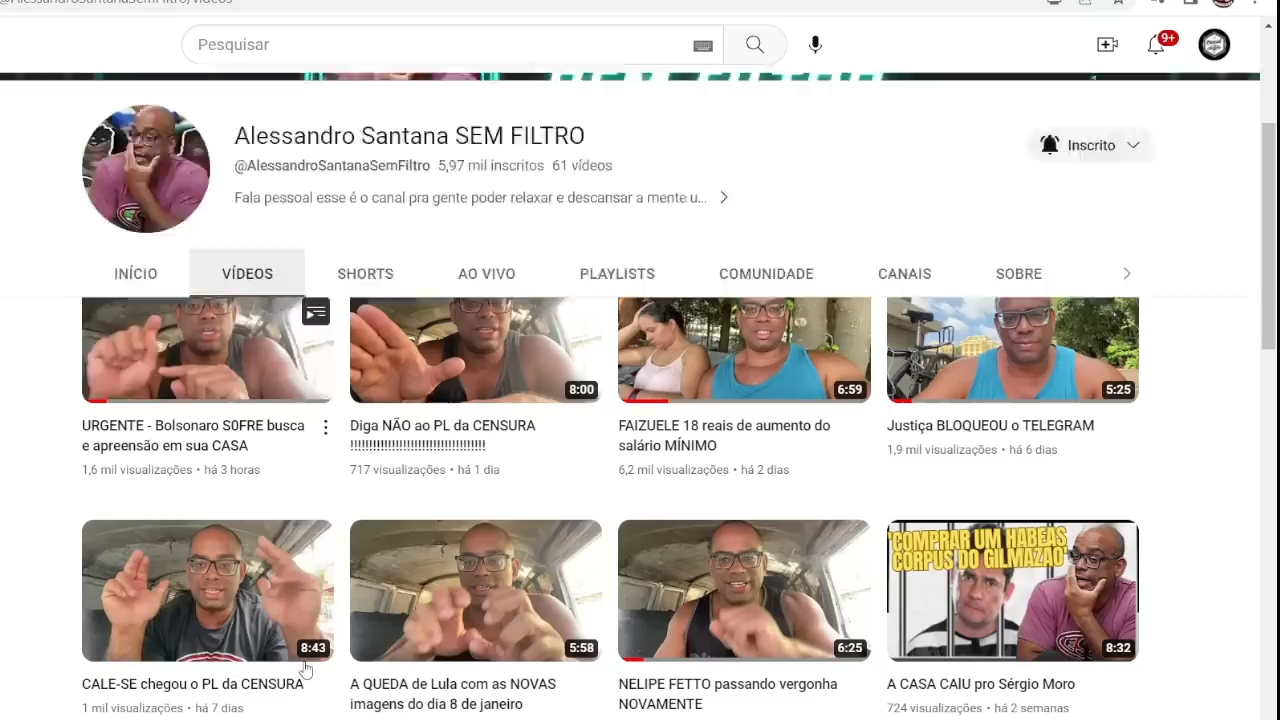 Pesquisar
9+
Alessandro Santana SEM FILTRO
@AlessandroSantanaSemFiltro 5,97 mil inscritos 61 vídeos
Inscrito
Fala pessoal esse é o canal pra gente poder relaxar e descansar a mente u...
INÍCIO VÍDEOS SHORTS AO VIVO PLAYLISTS COMUNIDADE CANAIS SOBRE
8:00 6:59 5:25
URGENTE - Bolsonaro S0FRE busca
e apreensão em sua CASA
1,6 mil visualizações • há 3 horas
Diga NÃO ao PL da CENSURA
!!!!!!!!!!!!!!!!!!!!!!!!!!!!!!!!!!!
717 visualizações • há 1 dia
FAIZUELE 18 reais de aumento do
salário MÍNIMO
6,2 mil visualizações • há 2 dias
Justiça BLOQUEOU o TELEGRAM
1,9 mil visualizações • há 6 dias
"COMPRAR UM HABEAS
CORPUS DO GILMAZÃO"
8:43 5:58 6:25 8:32
CALE-SE chegou o PL da CENSURA
1 mil visualizações • há 7 dias
A QUEDA de Lula com as NOVAS
imagens do dia 8 de janeiro
NELIPE FETTO passando vergonha
NOVAMENTE
A CASA CAIU pro Sérgio Moro
724 visualizações • há 2 semanas